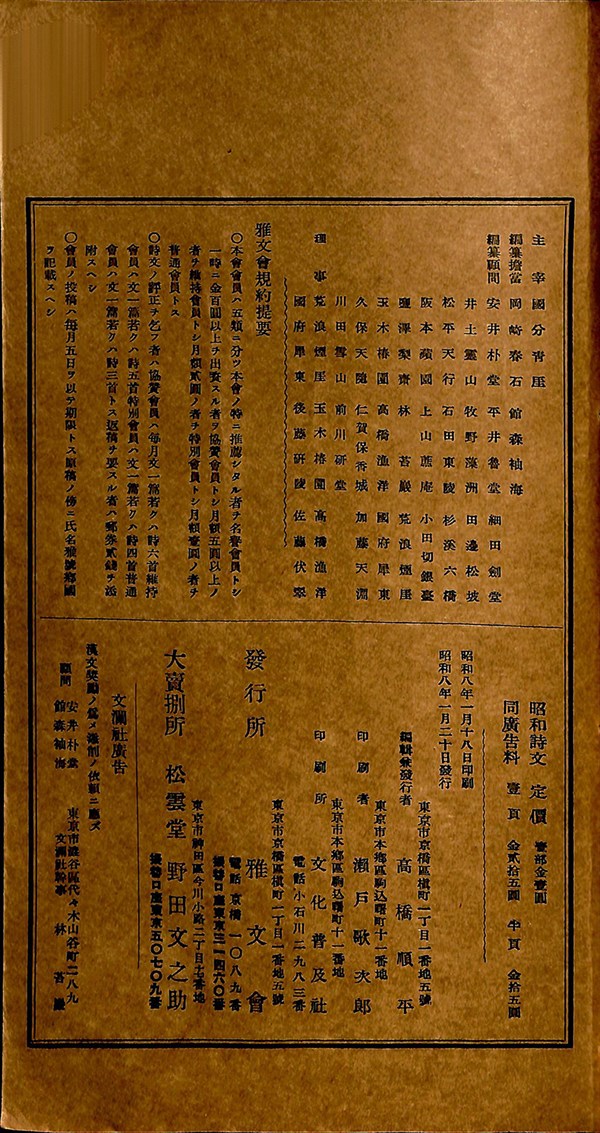 主宰 國分青厓
編纂擔當 岡崎春石 館森袖海
編纂顧問 安井朴堂 平井魯堂 細田劍堂
井土靈山 牧野藻洲 田邊松坡
松平天行 石田東陵 杉溪六橋
阪本蘋園 上山蘆庵 小田切銀臺
鹽澤梨齋 林苔巖 荒浪煙厓
玉木椿園 高橋漁洋 國府犀東
久保天隨 仁賀保香城 加藤天淵
川田雪山 前川研堂
理事 荒浪煙厓 玉木椿園 高橋漁洋
國府犀東 後藤研陵 佐藤伏
雅文會規約提要
〇本會會員ハ五類ニ分ツ本會ノ特ニ推薦シタル者ヲ名譽會員トシ
一時ニ金百圓以上ヲ出資スル者ヲ協賛會員トシ月額五圓以上ノ
者ヲ維持會員トシ月額貳圓ノ者ヲ特別會員トシ月額壹圓ノ者ヲ
普通會員トス
〇詩文ノ評正ヲ乞フ者ハ協賛會員ハ每月文一篇若クハ詩六首維持
會員ハ文一篇若クハ詩五首特別會員ハ文一篇若クハ詩四首普通
會員ハ文一篇若クハ詩三首トス返稿ヲ要スル者ハ郵券貳錢ヲ
附スヘシ
〇會員ノ投稿ハ每月五日ヲ以テ期限トス原稿ノ傍ニ氏名雅號鄉國
ヲ記載スヘシ
昭和詩文 定價 壹部金壹圓
同廣告料 壹頁 金貳拾五圓 半頁 金拾五圓
昭和八年一月十八日印刷
昭和八年一月二十日發行
東京市京橋區槇町一丁目一番地五號
編輯兼發行者 高橋順平
東京市本鄉區駒込曙町十一番地
印刷者 瀨戶歌次郎
東京市本鄉區駒込曙町十一番地
印刷所 文化普及社
電話小石川二九八三番
東京市京橋區槇町一丁目一番地五號
發行所 雅文會
電話京橋一〇八九番
振替口座東京三一四六〇番
東京市神田區今川小路二丁目十七番地
大賣捌所 松雲堂 野田文之助
振替口座東京五〇七〇九番
文瀾社廣告
漢文獎勵ノ爲メ添削ノ依賴ニ應ズ
顧問 安井朴堂
館森袖海
東京市澁谷區代々木山谷町一八九
文瀾社幹事 林苔巖